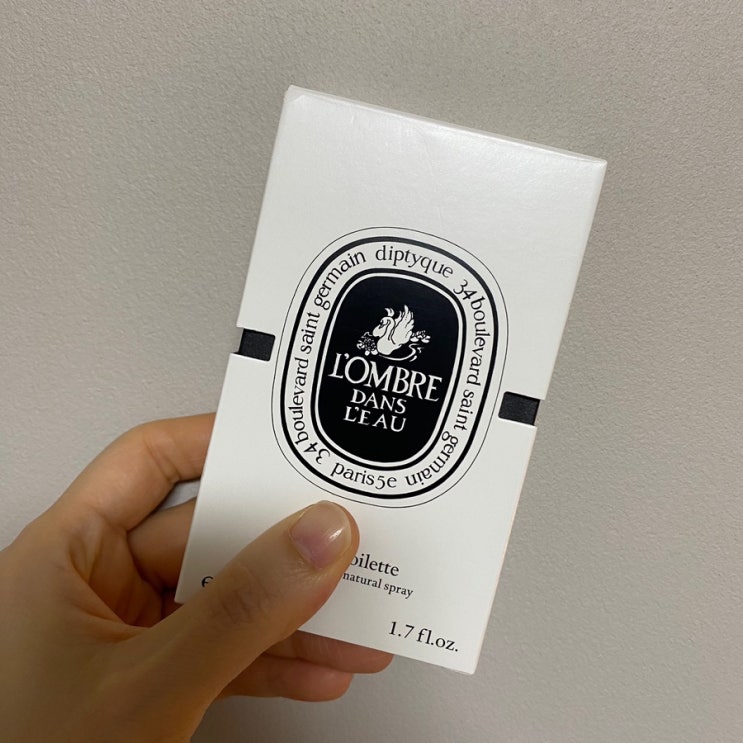 diptyque 34 boulevard saint germain paris5e 34 boulevard saint germain
L'OMBRE
DANS
L'EAU
natural spray
1.7 fl.oz.